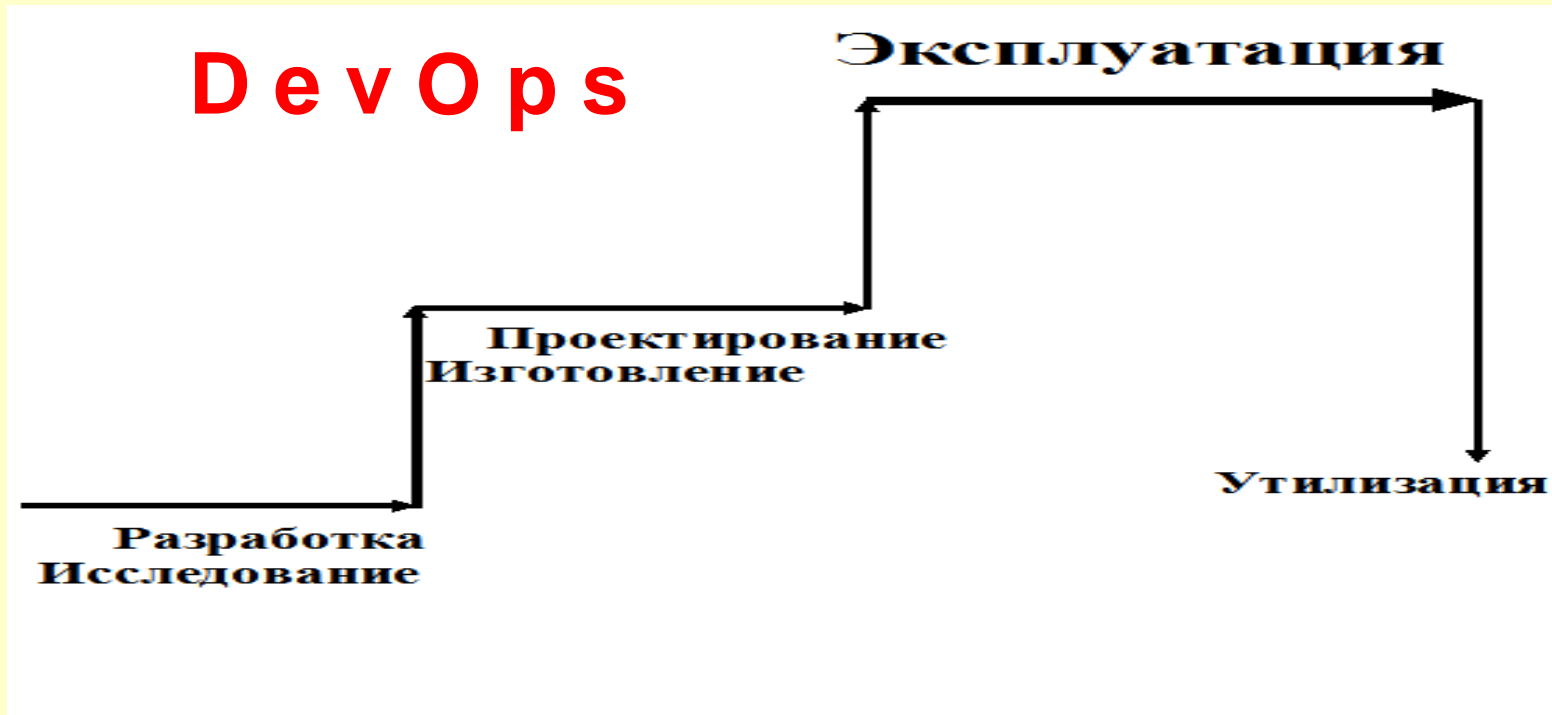 D e v O p s
Эксплуатация
Проектирование
Изготовление
Утилизация
Разработка
Исследование